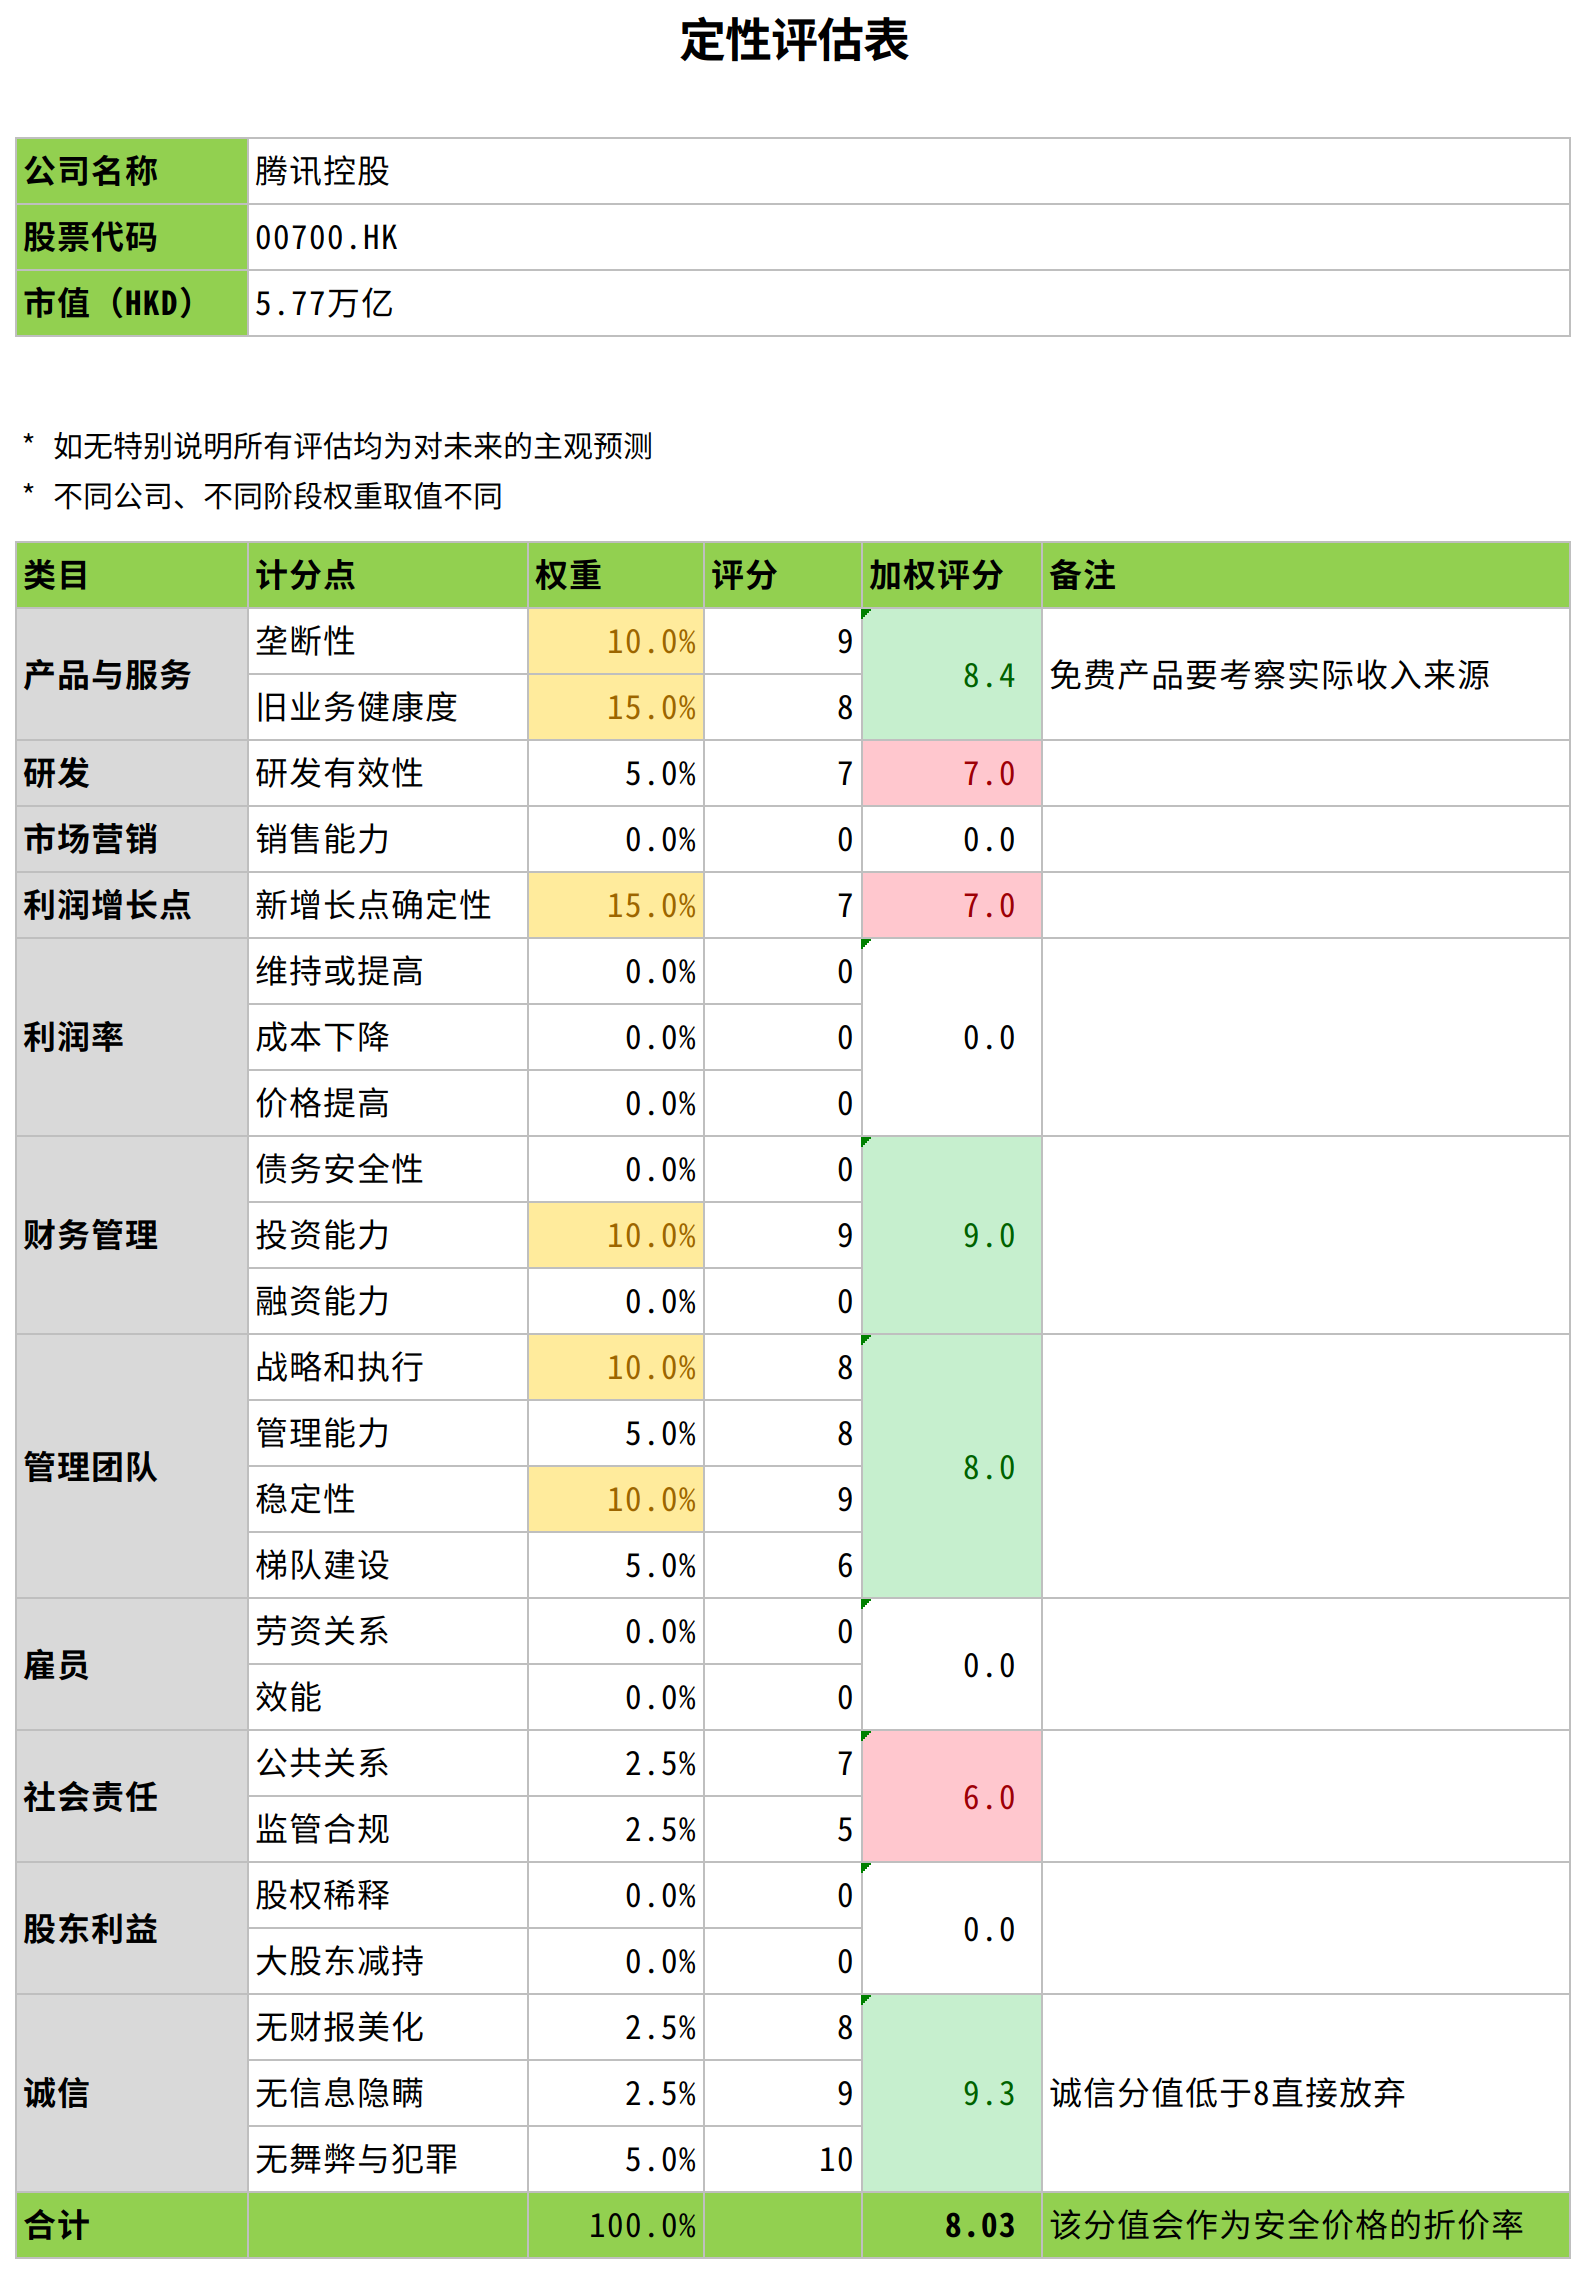 定性评估表
公司名称 腾讯控股
股票代码 00700.HK
市值（HKD） 5.77万亿
* 如无特别说明所有评估均为对未来的主观预测
* 不同公司、不同阶段权重取值不同
类目 计分点 权重 评分 加权评分 备注
产品与服务 垄断性 10.0% 9 8.4 免费产品要考察实际收入来源
旧业务健康度 15.0% 8
研发 研发有效性 5.0% 7 7.0
市场营销 销售能力 0.0% 0 0.0
利润增长点 新增长点确定性 15.0% 7 7.0
利润率 维持或提高 0.0% 0 0.0
成本下降 0.0% 0
价格提高 0.0% 0
财务管理 债务安全性 0.0% 0 9.0
投资能力 10.0% 9
融资能力 0.0% 0
管理团队 战略和执行 10.0% 8 8.0
管理能力 5.0% 8
稳定性 10.0% 9
梯队建设 5.0% 6
雇员 劳资关系 0.0% 0 0.0
效能 0.0% 0
社会责任 公共关系 2.5% 7 6.0
监管合规 2.5% 5
股东利益 股权稀释 0.0% 0 0.0
大股东减持 0.0% 0
诚信 无财报美化 2.5% 8 9.3 诚信分值低于8直接放弃
无信息隐瞒 2.5% 9
无舞弊与犯罪 5.0% 10
合计 100.0% 8.03 该分值会作为安全价格的折价率